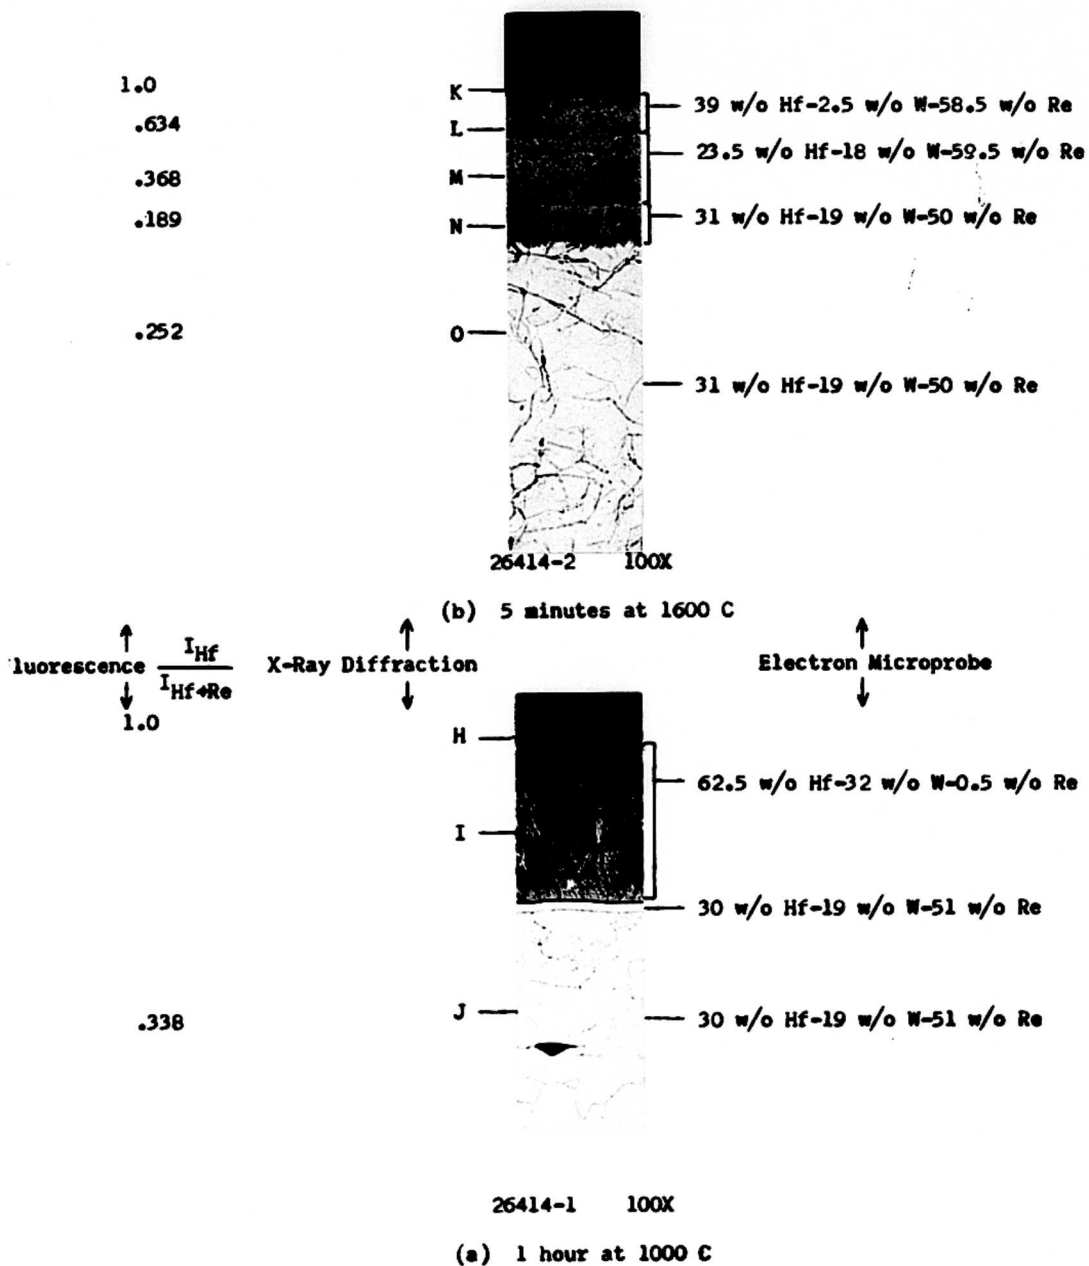 1.0
K
39 w/o Hf-2.5 w/o W-58.5 w/o Re
.634
L
23.5 w/o Hf-18 w/o W-59.5 w/o Re
.368
M
.189
N
31 w/o Hf-19 w/o W-50 w/o Re
.252
O
31 w/o Hf-19 w/o W-50 w/o Re
26414-2 100X
(b) 5 minutes at 1600 C
luorescence I_Hf / I_Hf+Re X-Ray Diffraction Electron Microprobe
1.0
H
62.5 w/o Hf-32 w/o W-0.5 w/o Re
I
30 w/o Hf-19 w/o W-51 w/o Re
.338
J
30 w/o Hf-19 w/o W-51 w/o Re
26414-1 100X
(a) 1 hour at 1000 C